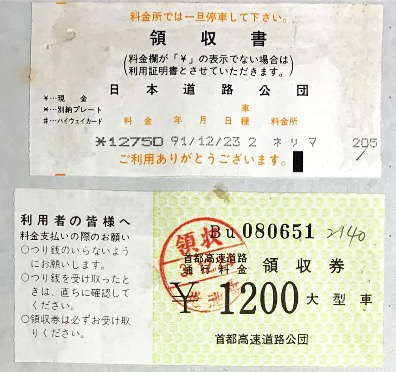 料金所では一旦停車して下さい。
領収書
(料金欄が「¥」の表示でない場合は
利用証明書とさせていただきます。)
日本道路公団
¥…現金
*…別納プレート
#…ハイウェイカード
料金 年 月 日 車種 料金所
¥1275D 91/12/23 2 ネリマ 205
ご利用ありがとうございます。
利用者の皆様へ
料金支払いの際のお願い
○つり銭のいらないよう
にお願いします。
○つり銭を受け取ったと
きは、直ちに確認して
ください。
○領収券は必ずお受け取
りください。
Bu 080651
2140
領収
首都高速道路
通行料金 領収券
¥1200 大型車
首都高速道路公団